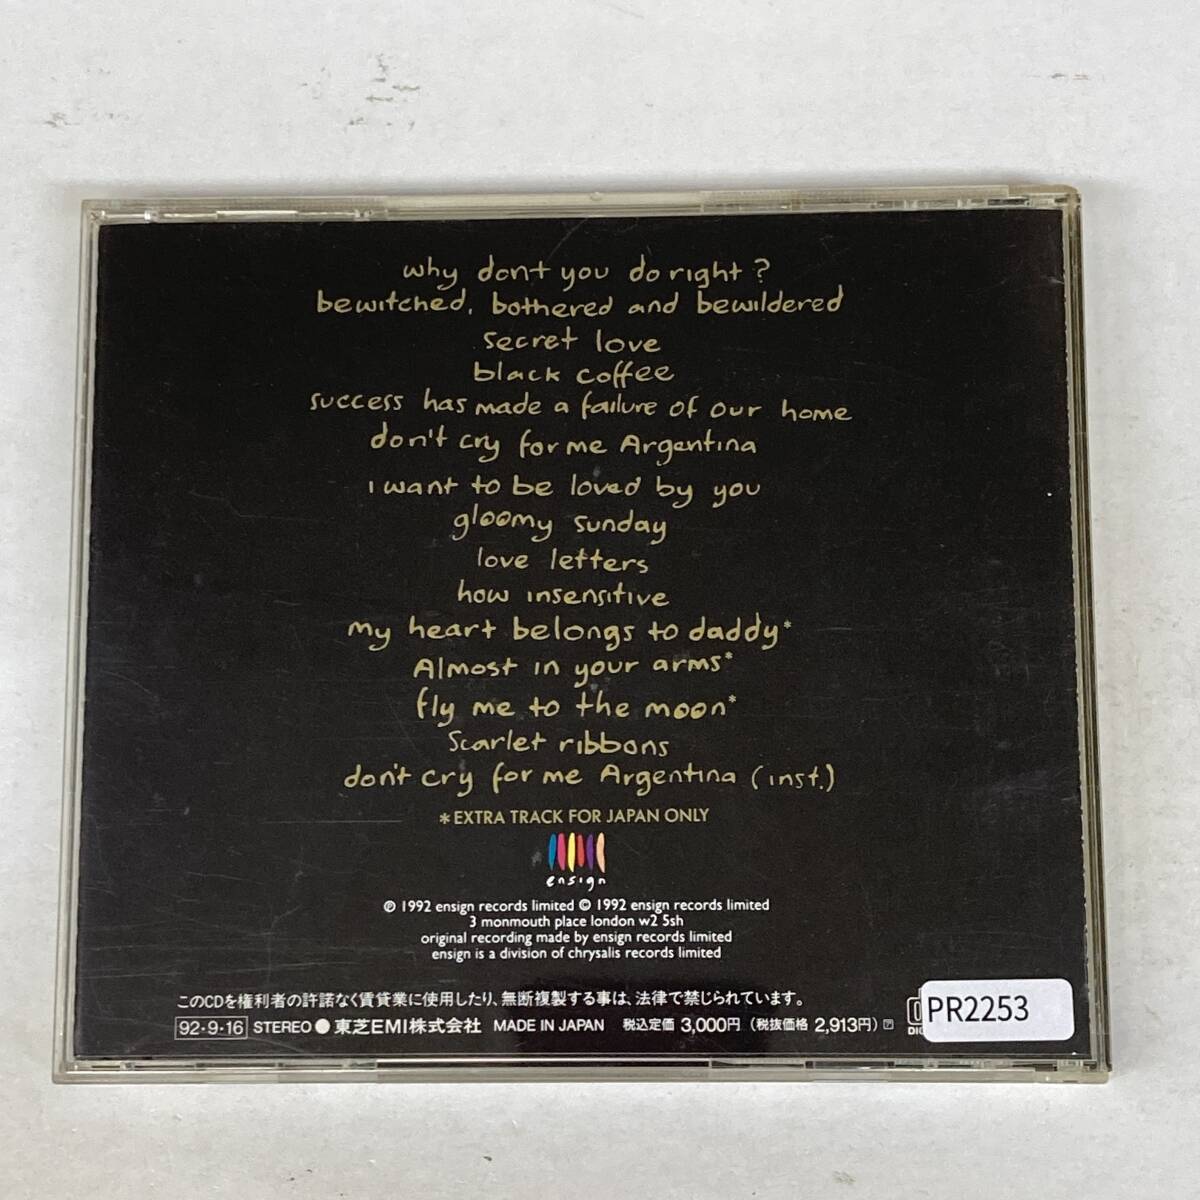 why dont you do right?
bewitched, bothered and bewildered
secret love
black coffee
success has made a failure of our home
don't cry for me Argentina
i want to be loved by you
gloomy sunday
love letters
how insensitive
my heart belongs to daddy*
Almost in your arms*
fly me to the moon*
Scarlet ribbons
don't cry for me Argentina (inst.)
*EXTRA TRACK FOR JAPAN ONLY
ensign
℗ 1992 ensign records limited © 1992 ensign records limited
3 monmouth place london w2 5sh
original recording made by ensign records limited
ensign is a division of chrysalis records limited
このCDを権利者の許諾なく賃貸業に使用したり、無断複製する事は、法律で禁じられています。
92・9・16 STEREO ● 東芝EMI株式会社 MADE IN JAPAN 税込定価 3,000円 (税抜価格 2,913円) Ⓟ
PR2253